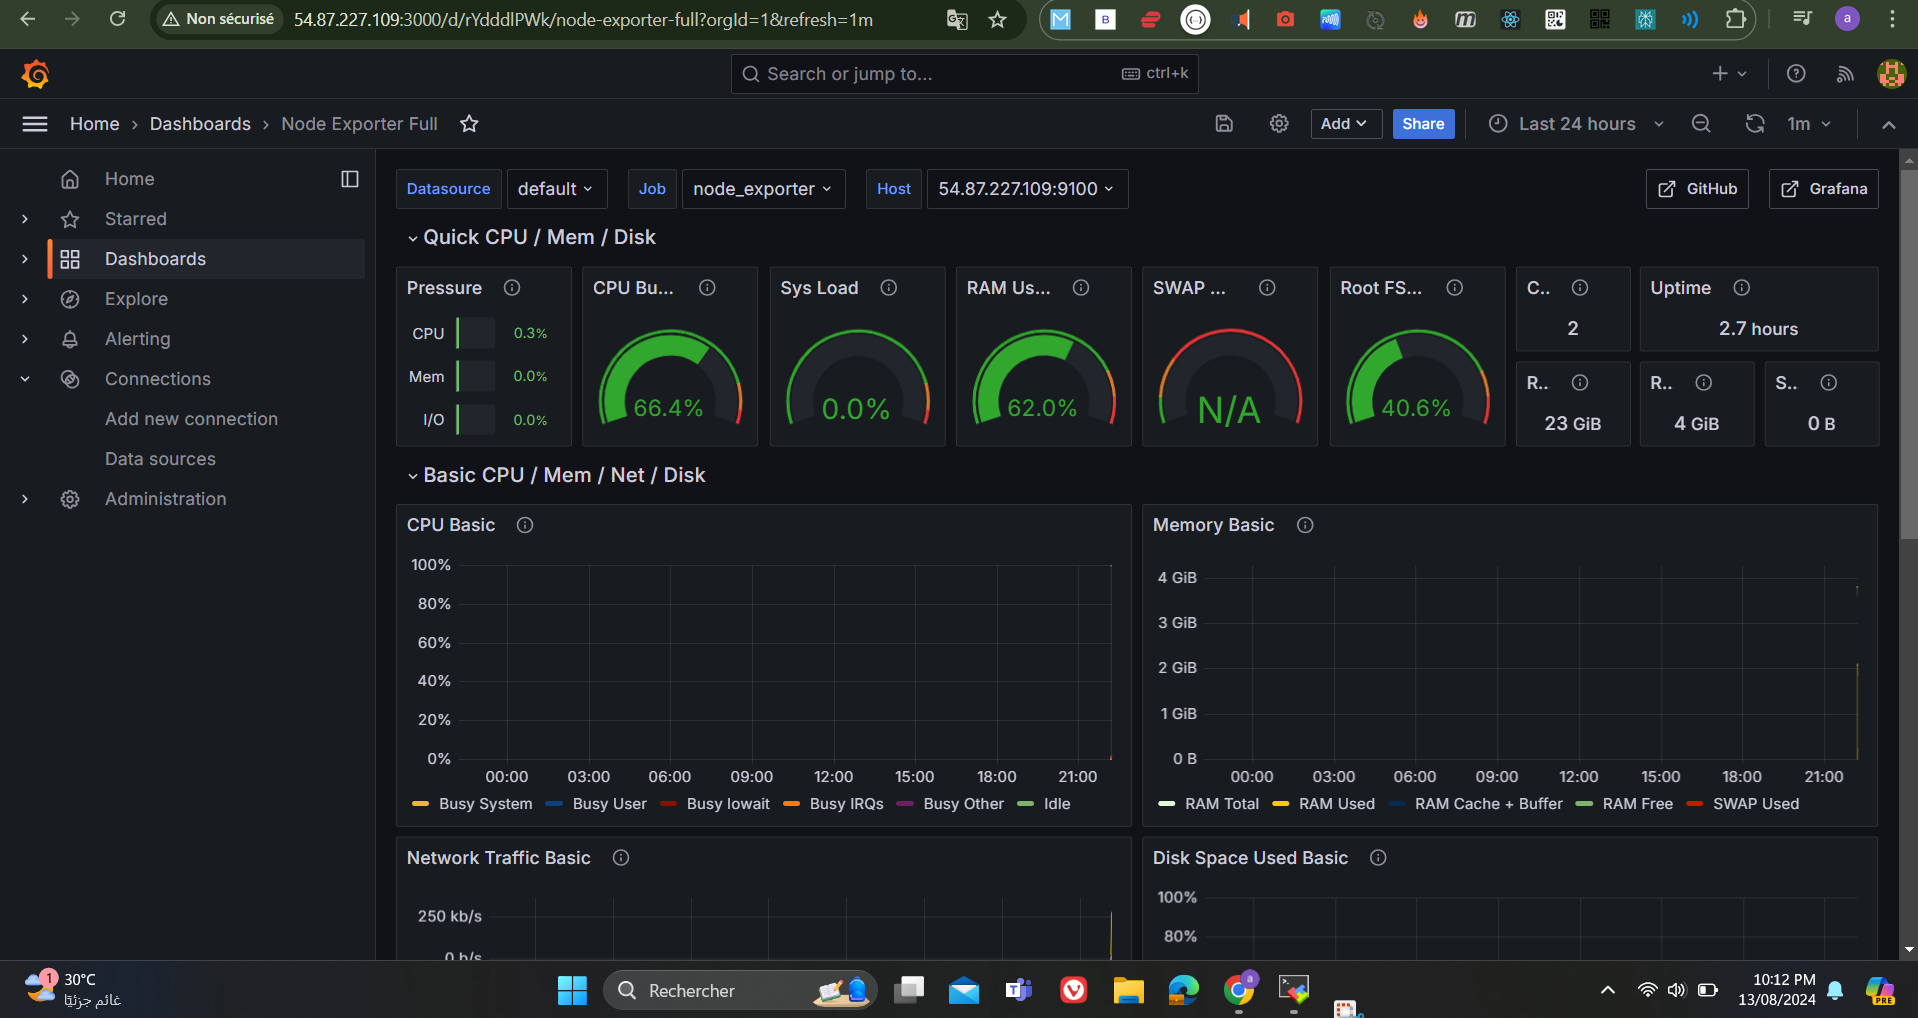 Non sécurisé 54.87.227.109:3000/d/rYdddlPWk/node-exporter-full?orgId=1&refresh=1m
Search or jump to... ctrl+k
Home › Dashboards › Node Exporter Full
Add
Share
Last 24 hours
1m
Home
Starred
Dashboards
Explore
Alerting
Connections
Add new connection
Data sources
Administration
Datasource default
Job node_exporter
Host 54.87.227.109:9100
GitHub
Grafana
Quick CPU / Mem / Disk
Pressure
CPU 0.3%
Mem 0.0%
I/O 0.0%
CPU Bu...
66.4%
Sys Load
0.0%
RAM Us...
62.0%
SWAP ...
N/A
Root FS...
40.6%
C..
2
Uptime
2.7 hours
R..
23 GiB
R..
4 GiB
S..
0 B
Basic CPU / Mem / Net / Disk
CPU Basic
100%
80%
60%
40%
20%
0%
00:00 03:00 06:00 09:00 12:00 15:00 18:00 21:00
Busy System Busy User Busy Iowait Busy IRQs Busy Other Idle
Memory Basic
4 GiB
3 GiB
2 GiB
1 GiB
0 B
00:00 03:00 06:00 09:00 12:00 15:00 18:00 21:00
RAM Total RAM Used RAM Cache + Buffer RAM Free SWAP Used
Network Traffic Basic
250 kb/s
0 b/s
Disk Space Used Basic
100%
80%
1
30°C
غائم جزئيًا
Rechercher
10:12 PM
13/08/2024
PRE